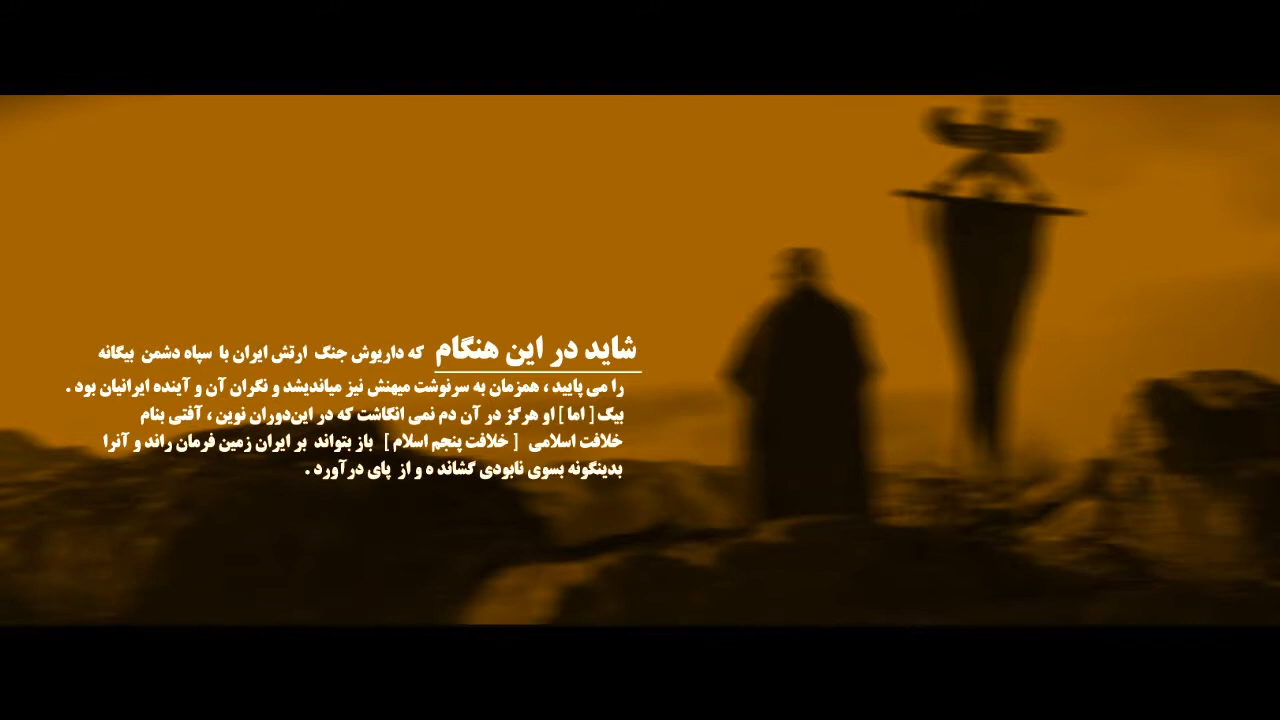 شاید در این هنگام که داریوش جنگ ارتش ایران با سپاه دشمن بیگانه
را می پایید ، همزمان به سرنوشت میهنش نیز میاندیشد و نگران آن و آینده ایرانیان بود .
بیگ [ اما ] او هرگز در آن دم نمی انگاشت که در این‌دوران نوین ، آفتی بنام
خلافت اسلامی [ خلافت پنجم اسلام ] باز بتواند بر ایران زمین فرمان راند و آنرا
بدینگونه بسوی نابودی گشاند ه و از پای درآورد .